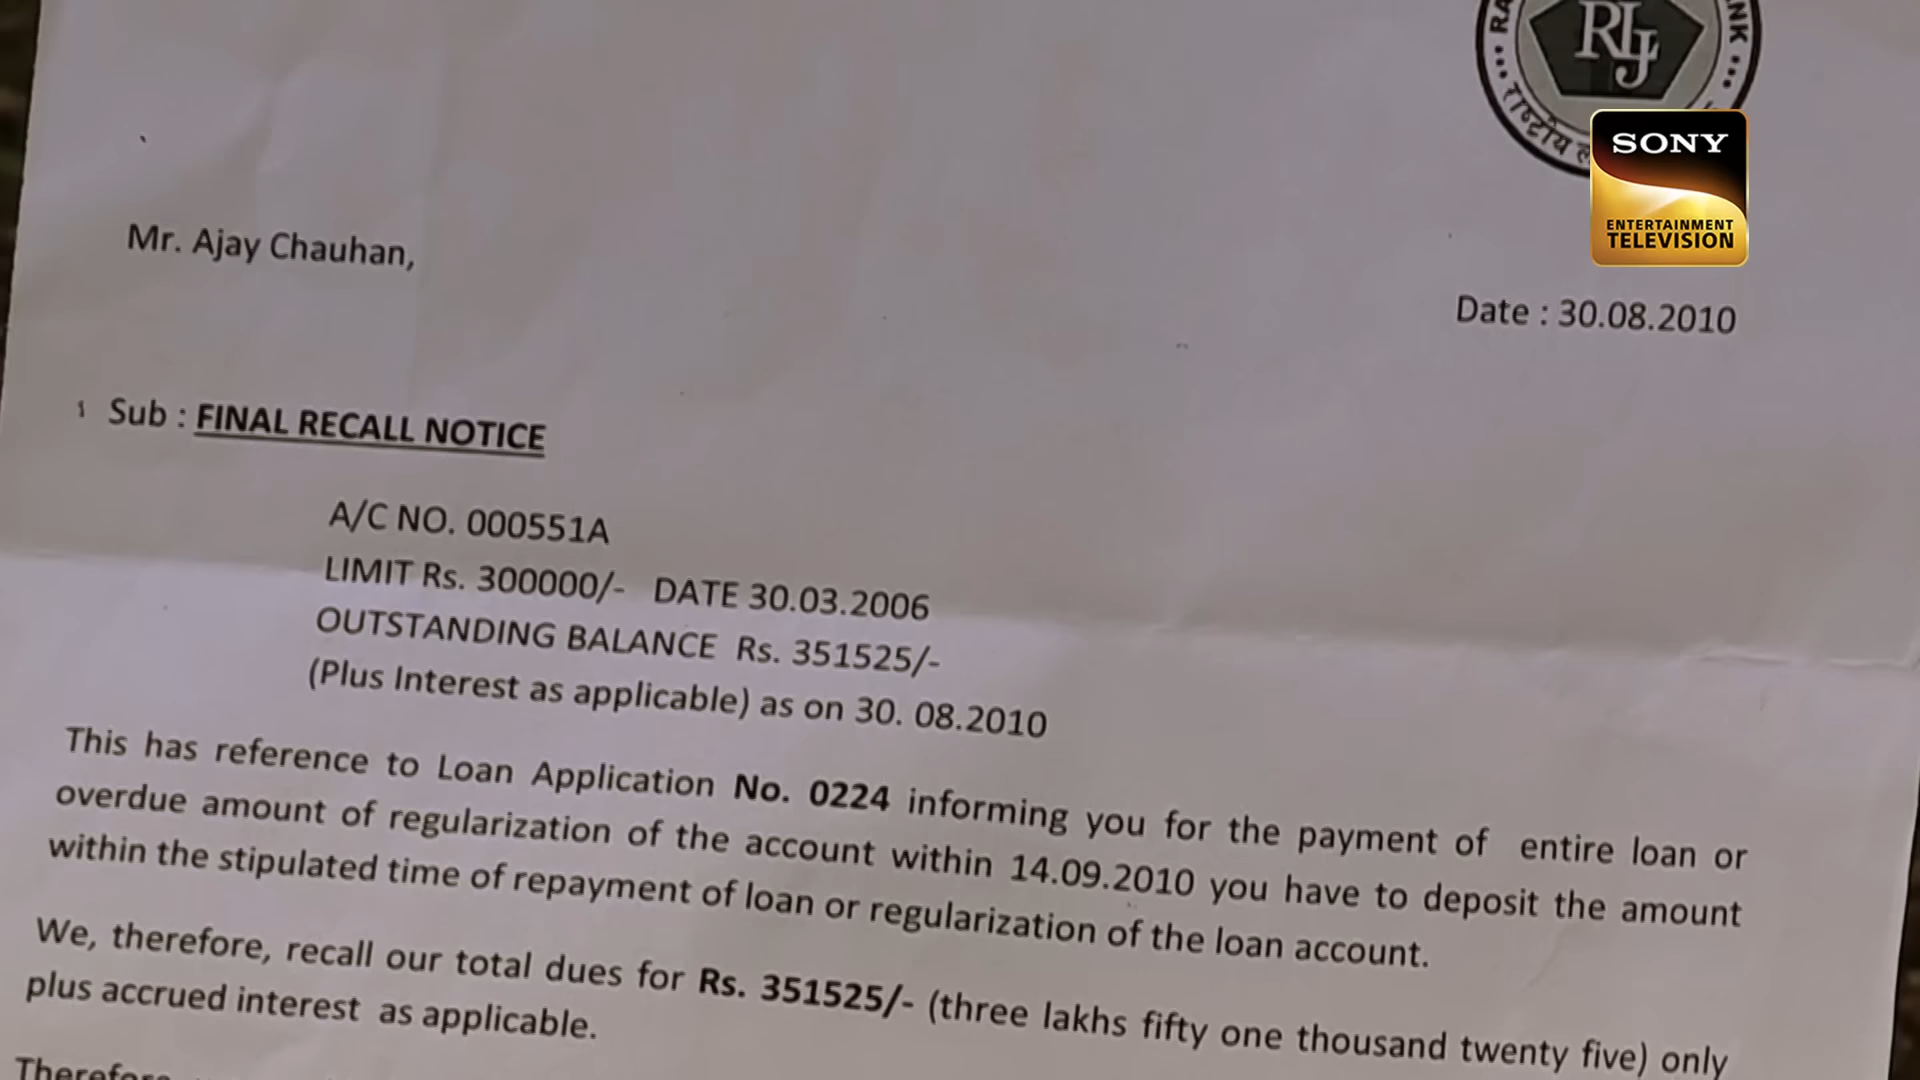 RLJ
राष्ट्रीय
SONY
ENTERTAINMENT
TELEVISION
Mr. Ajay Chauhan,
Date : 30.08.2010
Sub : FINAL RECALL NOTICE
A/C NO. 000551A
LIMIT Rs. 300000/- DATE 30.03.2006
OUTSTANDING BALANCE Rs. 351525/-
(Plus Interest as applicable) as on 30. 08.2010
This has reference to Loan Application No. 0224 informing you for the payment of entire loan or
overdue amount of regularization of the account within 14.09.2010 you have to deposit the amount
within the stipulated time of repayment of loan or regularization of the loan account.
We, therefore, recall our total dues for Rs. 351525/- (three lakhs fifty one thousand twenty five) only
plus accrued interest as applicable.
Therefore